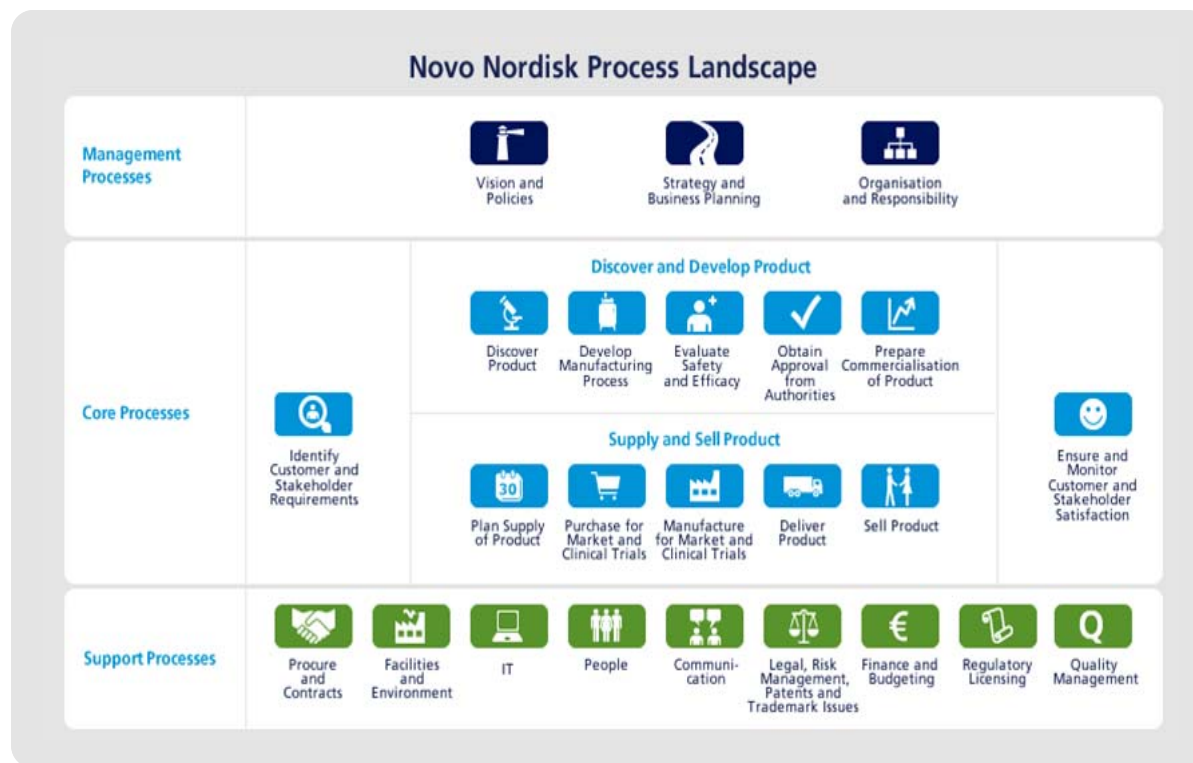 Novo Nordisk Process Landscape
Management
Processes
Vision and
Policies
Strategy and
Business Planning
Organisation
and Responsibility
Core Processes
Identify
Customer and
Stakeholder
Requirements
Discover and Develop Product
Discover
Product
Develop
Manufacturing
Process
Evaluate
Safety
and Efficacy
Obtain
Approval
from
Authorities
Prepare
Commercialisation
of Product
Supply and Sell Product
30
Plan Supply
of Product
Purchase for
Market and
Clinical Trials
Manufacture
for Market and
Clinical Trials
Deliver
Product
Sell Product
Ensure and
Monitor
Customer and
Stakeholder
Satisfaction
Support Processes
Procure
and
Contracts
Facilities
and
Environment
IT
People
Communi-
cation
Legal, Risk
Management,
Patents and
Trademark Issues
€
Finance and
Budgeting
Regulatory
Licensing
Q
Quality
Management